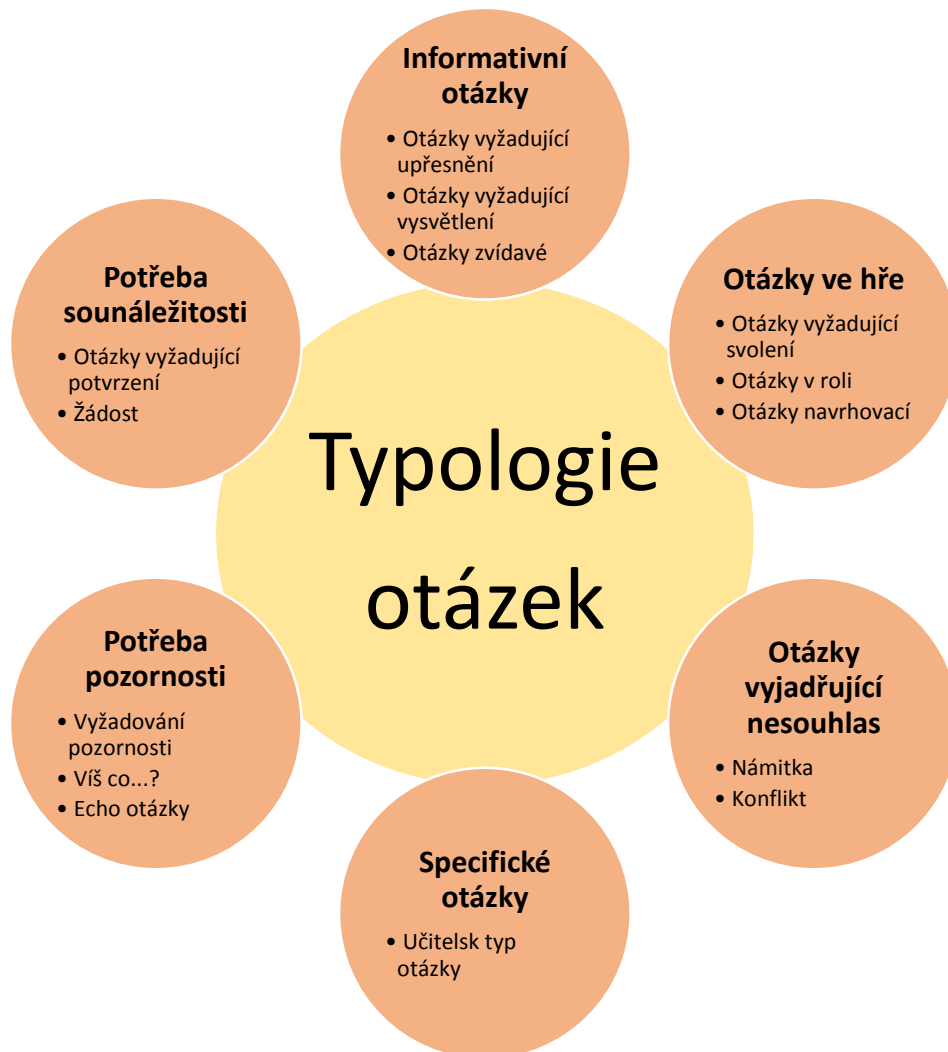 Informativní
otázky
• Otázky vyžadující
upřesnění
• Otázky vyžadující
vysvětlení
• Otázky zvídavé
Otázky ve hře
• Otázky vyžadující
svolení
• Otázky v roli
• Otázky navrhovací
Otázky
vyjadřující
nesouhlas
• Námitka
• Konflikt
Specifické
otázky
• Učitelsk typ
otázky
Potřeba
pozornosti
• Vyžadování
pozornosti
• Víš co...?
• Echo otázky
Potřeba
sounáležitosti
• Otázky vyžadující
potvrzení
• Žádost
Typologie
otázek